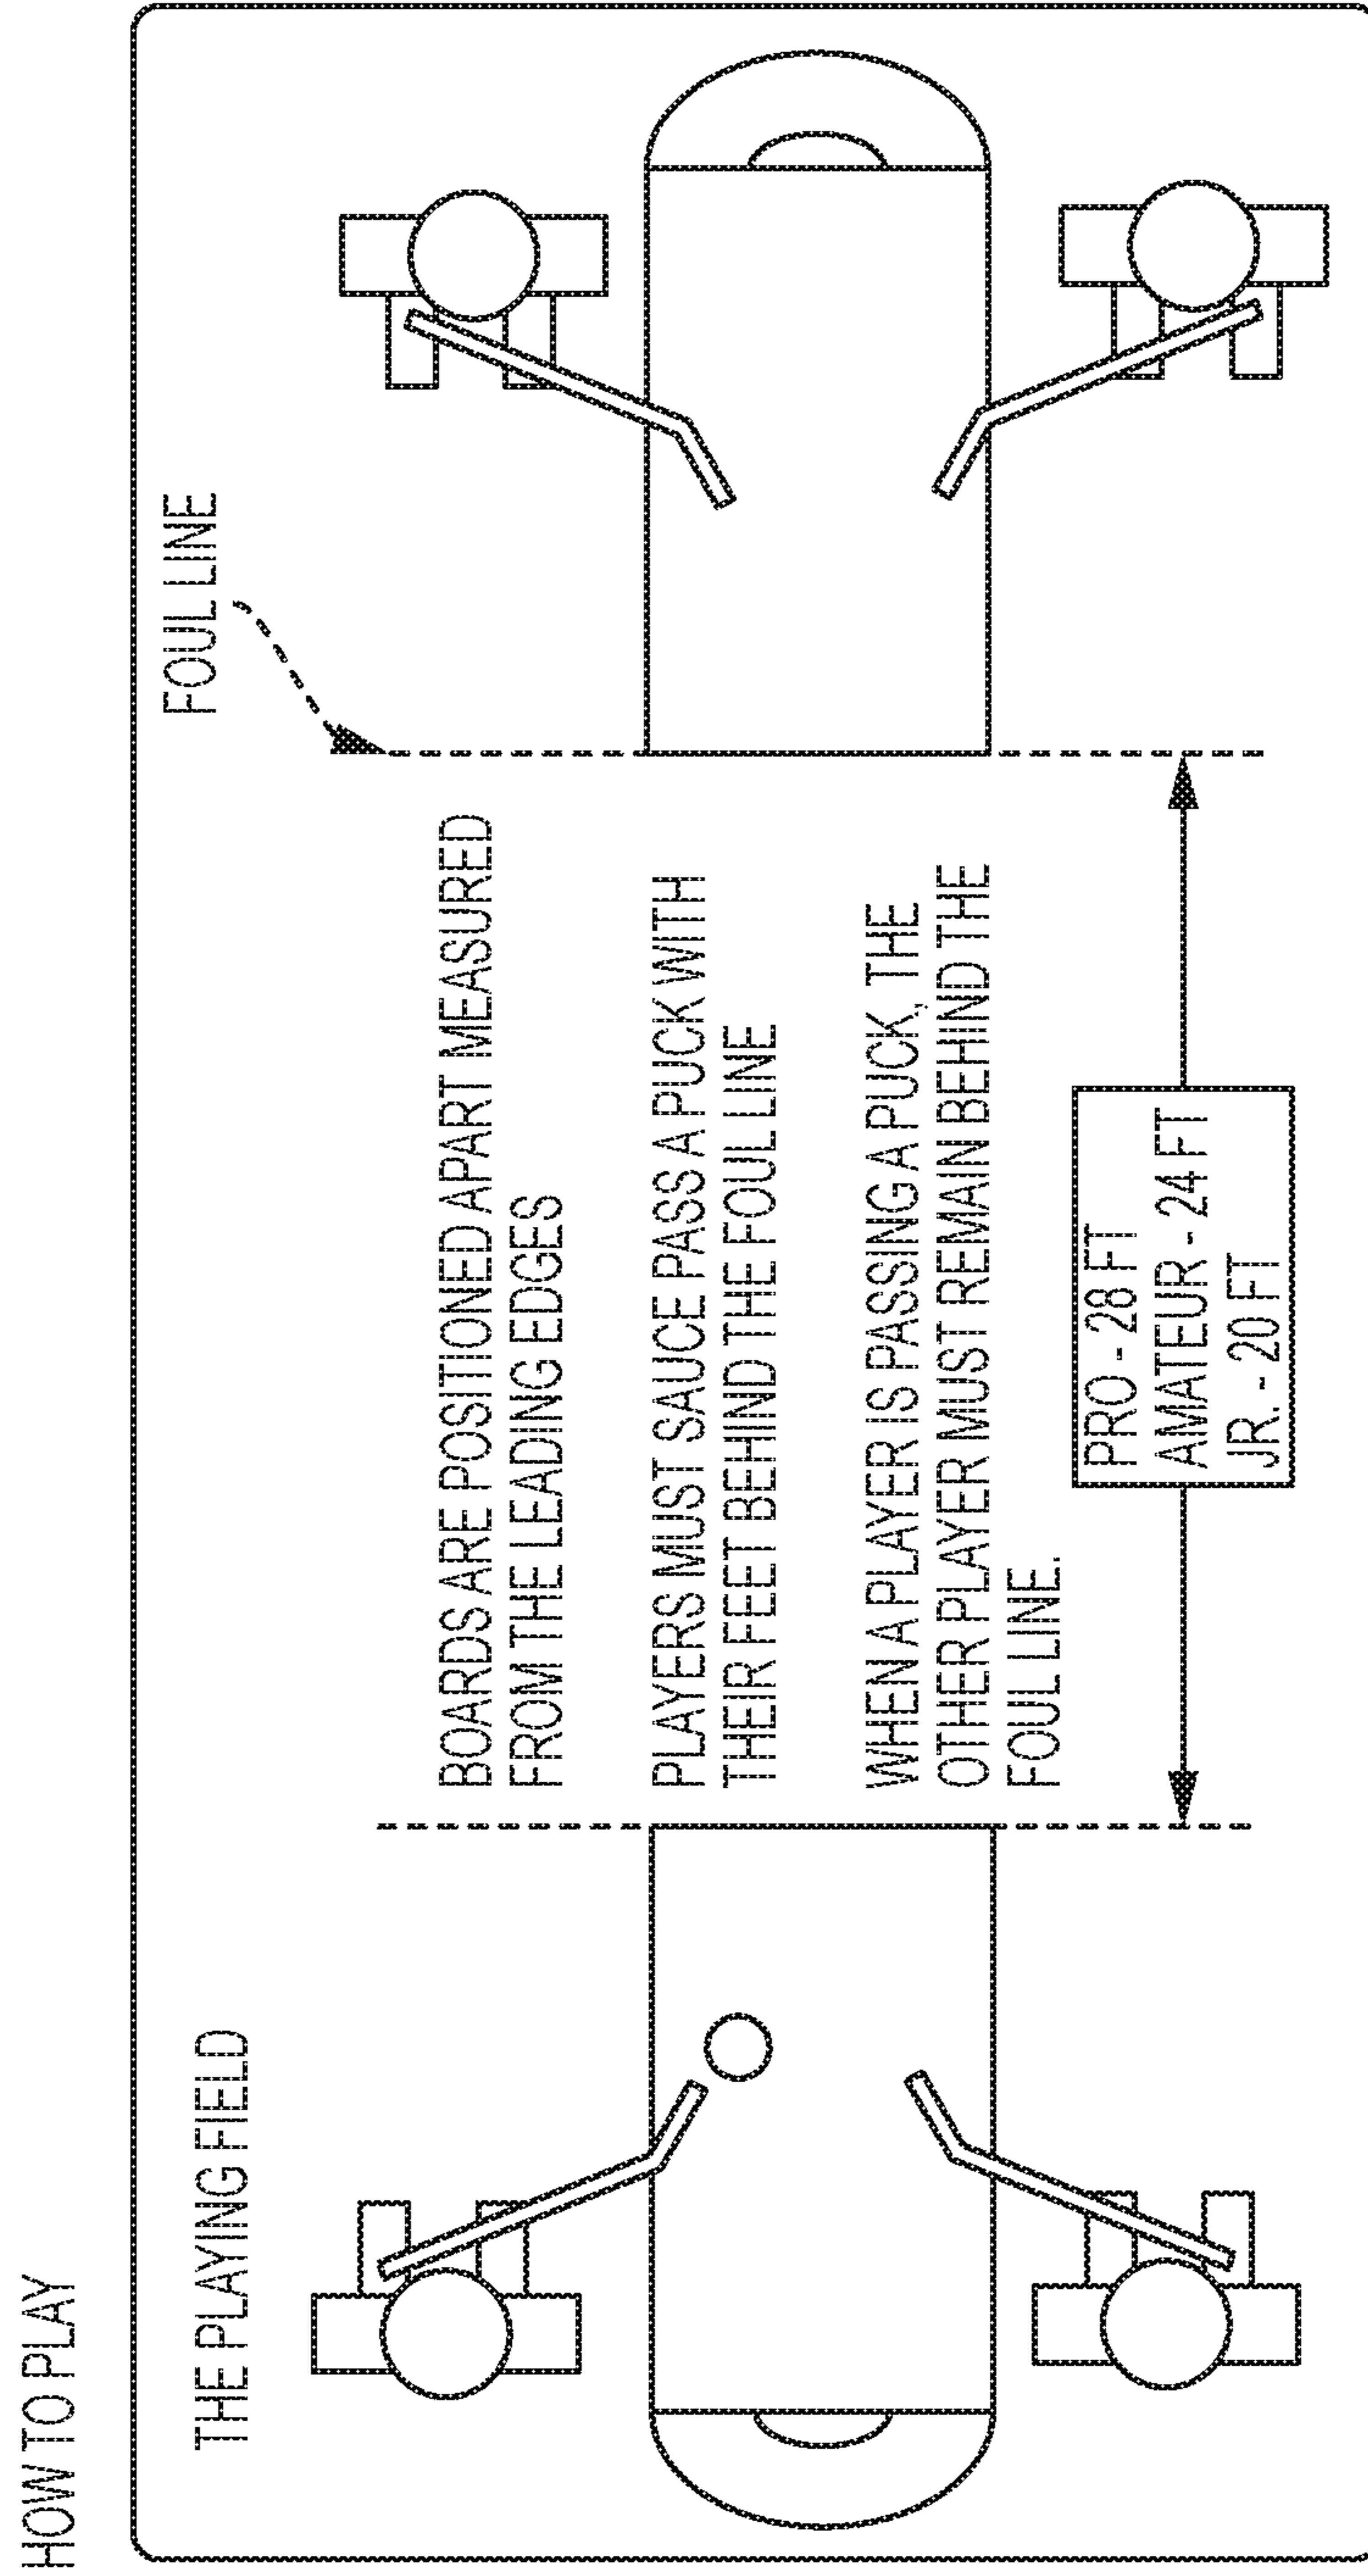 HOW TO PLAY
THE PLAYING FIELD
FOUL LINE
BOARDS ARE POSITIONED APART MEASURED
FROM THE LEADING EDGES
PLAYERS MUST SAUCE PASS A PUCK WITH
THEIR FEET BEHIND THE FOUL LINE
WHEN A PLAYER IS PASSING A PUCK, THE
OTHER PLAYER MUST REMAIN BEHIND THE
FOUL LINE.
PRO - 28 FT
AMATEUR - 24 FT
JR. - 20 FT